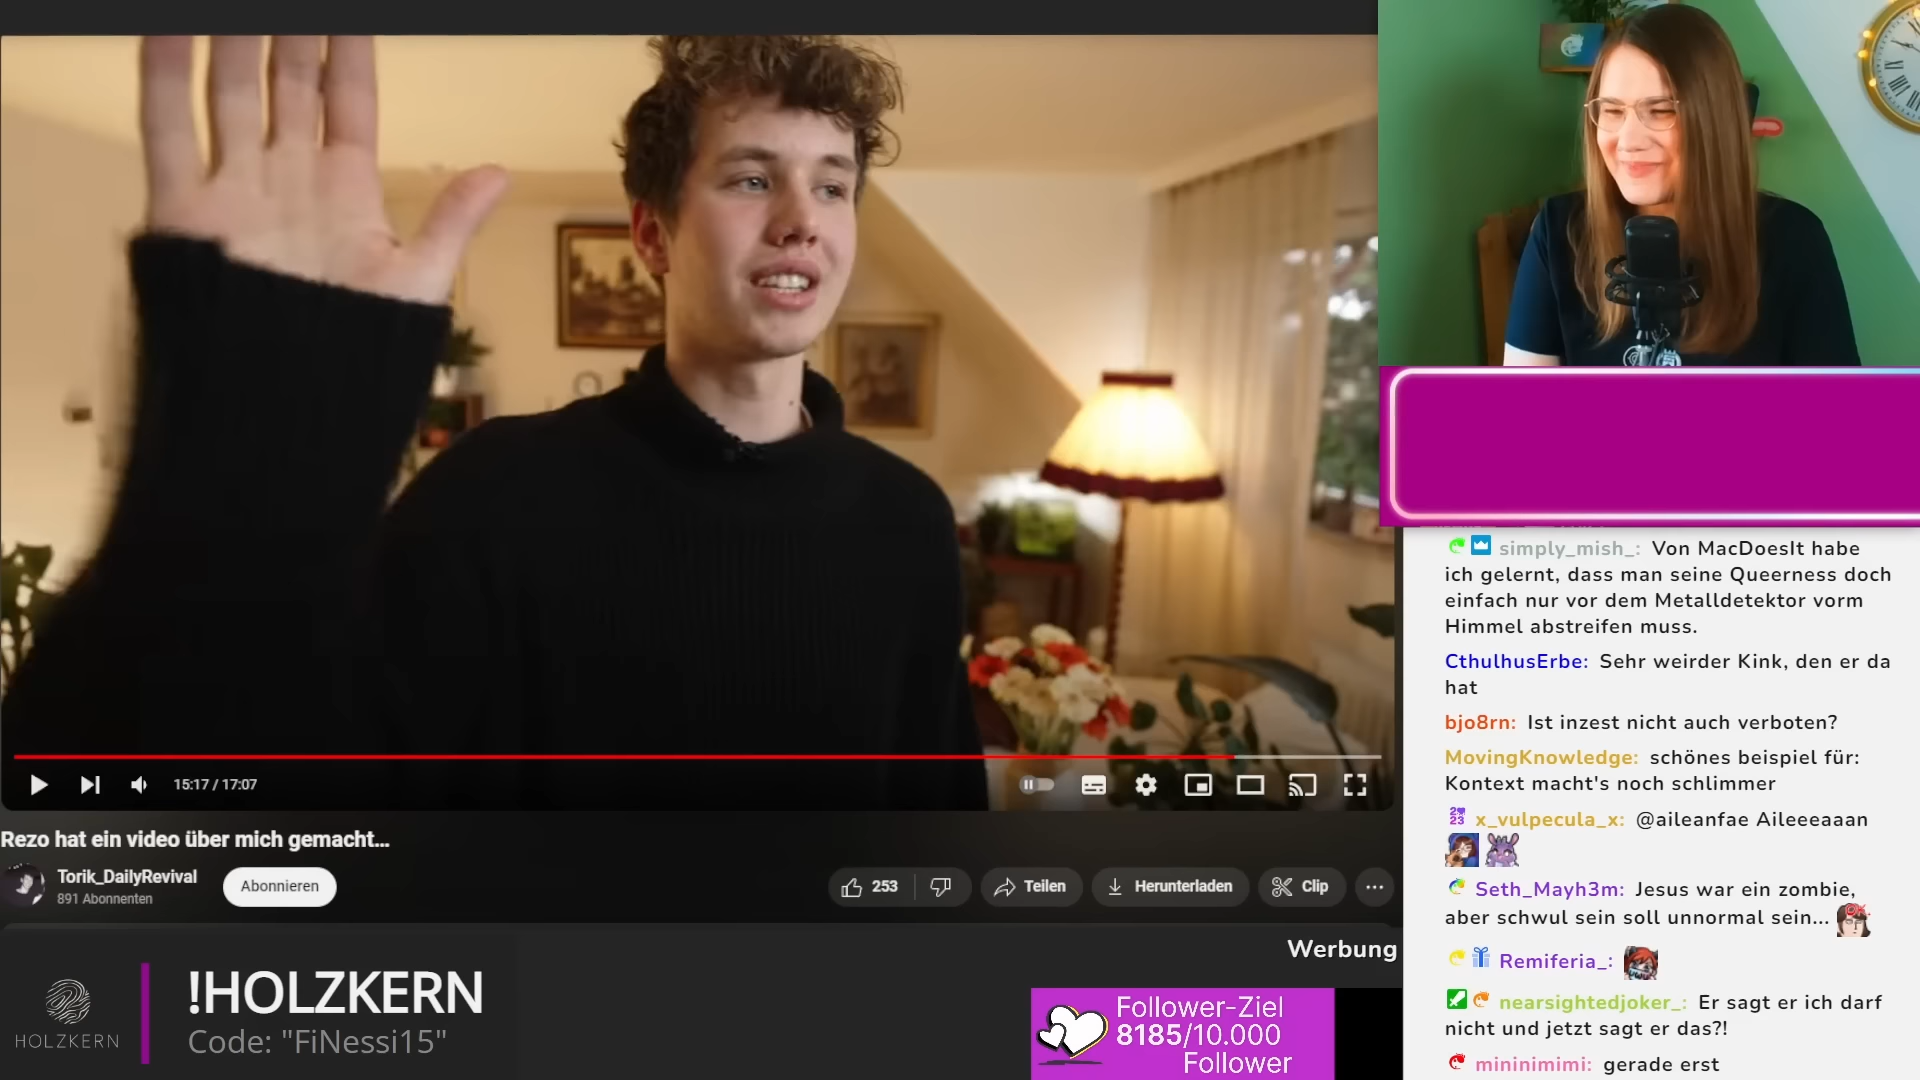 15:17 / 17:07
Rezo hat ein video über mich gemacht...
Torik_DailyRevival
891 Abonnenten
Abonnieren
253
Teilen
Herunterladen
Clip
Werbung
HOLZKERN
!HOLZKERN
Code: "FiNessi15"
Follower-Ziel
8185/10.000
Follower
simply_mish_: Von MacDoesIt habe
ich gelernt, dass man seine Queerness doch
einfach nur vor dem Metalldetektor vorm
Himmel abstreifen muss.
CthulhusErbe: Sehr weirder Kink, den er da
hat
bjo8rn: Ist inzest nicht auch verboten?
MovingKnowledge: schönes beispiel für:
Kontext macht's noch schlimmer
x_vulpecula_x: @aileanfae Aileeeaaan
Seth_Mayh3m: Jesus war ein zombie,
aber schwul sein soll unnormal sein...
Remiferia_:
nearsightedjoker_: Er sagt er ich darf
nicht und jetzt sagt er das?!
mininimimi: gerade erst